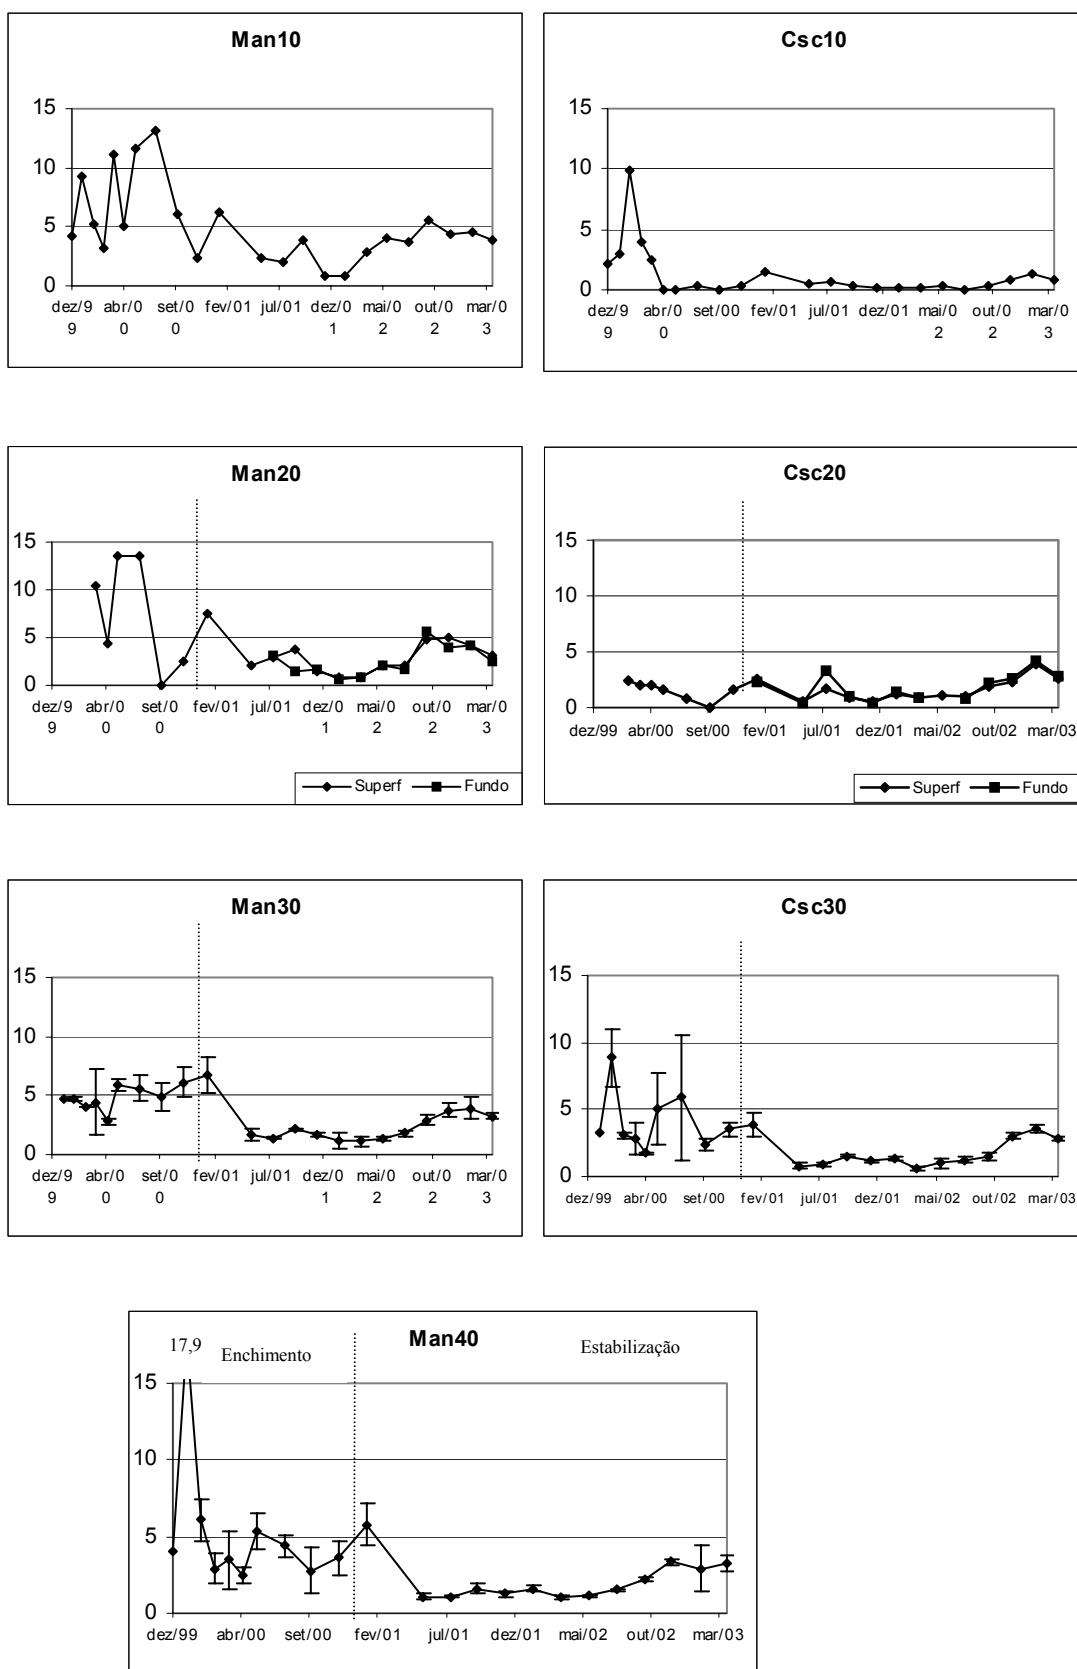 Man10
15
10
5
0
dez/9 abr/0 set/0 fev/01 jul/01 dez/0 mai/0 out/0 mar/0
9 0 0 1 2 2 3
Csc10
15
10
5
0
dez/9 abr/0 set/00 fev/01 jul/01 dez/01 mai/0 out/0 mar/0
9 0 2 2 3
Man20
15
10
5
0
dez/9 abr/0 set/0 fev/01 jul/01 dez/0 mai/0 out/0 mar/0
9 0 0 1 2 2 3
Superf Fundo
Csc20
15
10
5
0
dez/99 abr/00 set/00 fev/01 jul/01 dez/01 mai/02 out/02 mar/03
Superf Fundo
Man30
15
10
5
0
dez/9 abr/0 set/0 fev/01 jul/01 dez/0 mai/0 out/0 mar/0
9 0 0 1 2 2 3
Csc30
15
10
5
0
dez/99 abr/00 set/00 fev/01 jul/01 dez/01 mai/02 out/02 mar/03
Man40
17,9 Enchimento Estabilização
15
10
5
0
dez/99 abr/00 set/00 fev/01 jul/01 dez/01 mai/02 out/02 mar/03